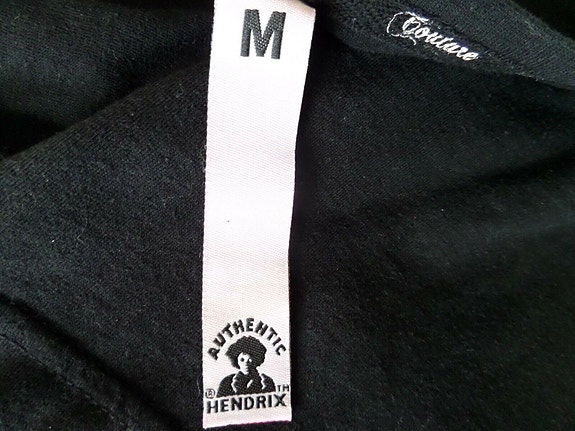 M
Couture
AUTHENTIC
® TM
HENDRIX